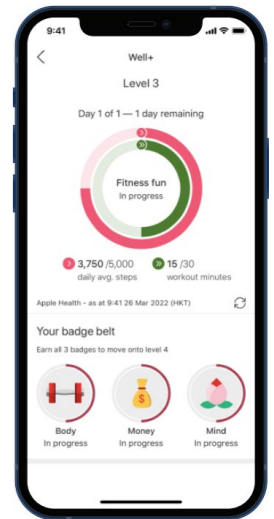 9:41
Well+
Level 3
Day 1 of 1 — 1 day remaining
Fitness fun
In progress
3,750 /5,000
daily avg. steps
15 /30
workout minutes
Apple Health - as at 9:41 26 Mar 2022 (HKT)
Your badge belt
Earn all 3 badges to move onto level 4
$
Body
In progress
Money
In progress
Mind
In progress